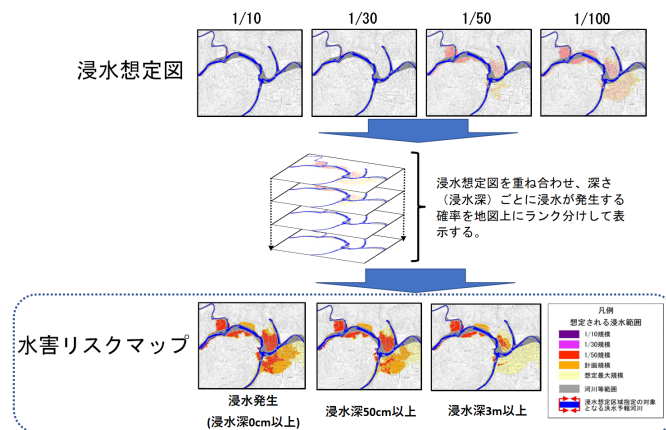 1/10
1/30
1/50
1/100
浸水想定図
浸水想定図を重ね合わせ、深さ
（浸水深）ごとに浸水が発生する
確率を地図上にランク分けして表
示する。
水害リスクマップ
浸水発生
(浸水深0cm以上)
浸水深50cm以上
浸水深3m以上
凡例
想定される浸水範囲
1/10規模
1/30規模
1/50規模
計画規模
想定最大規模
河川等範囲
浸水想定区域指定の対象
となる洪水予報河川